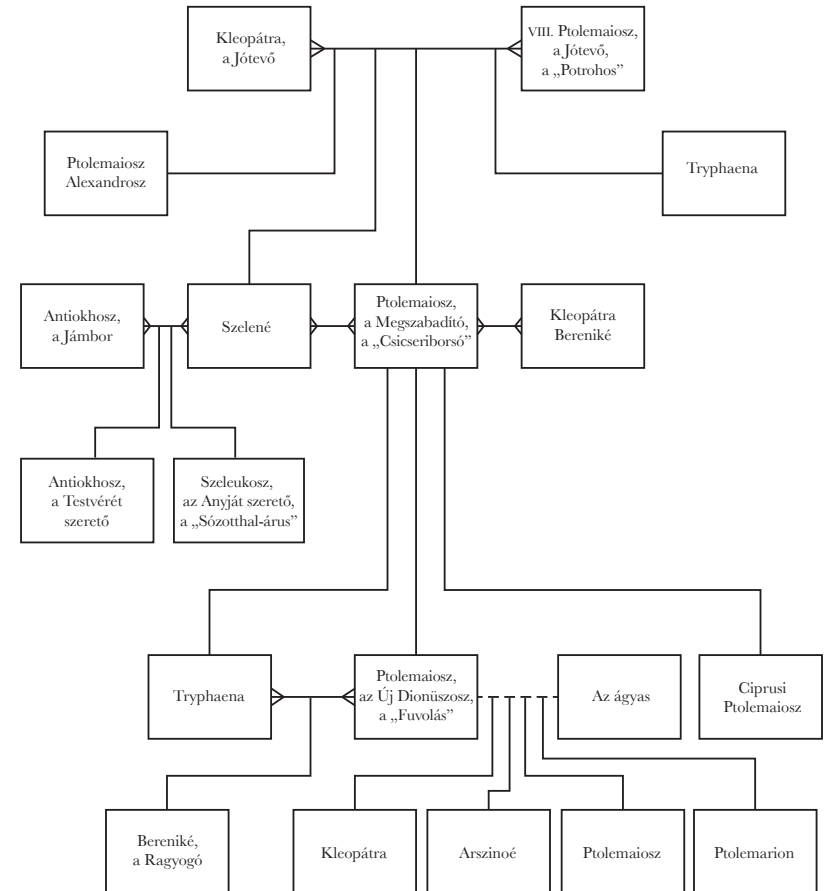 Kleopátra,
a Jótevő
VIII. Ptolemaiosz,
a Jótevő,
a „Potrohos”
Ptolemaiosz
Alexandrosz
Tryphaena
Antiokhosz,
a Jámbor
Szelené
Ptolemaiosz,
a Megszabadító,
a „Csicseriborsó”
Kleopátra
Bereniké
Antiokhosz,
a Testvérét
szerető
Szeleukosz,
az Anyját szerető,
a „Sózotthal-árus”
Tryphaena
Ptolemaiosz,
az Új Dionüszosz,
a „Fuvolás”
Az ágyas
Ciprusi
Ptolemaiosz
Bereniké,
a Ragyogó
Kleopátra
Arszinoé
Ptolemaiosz
Ptolemarion